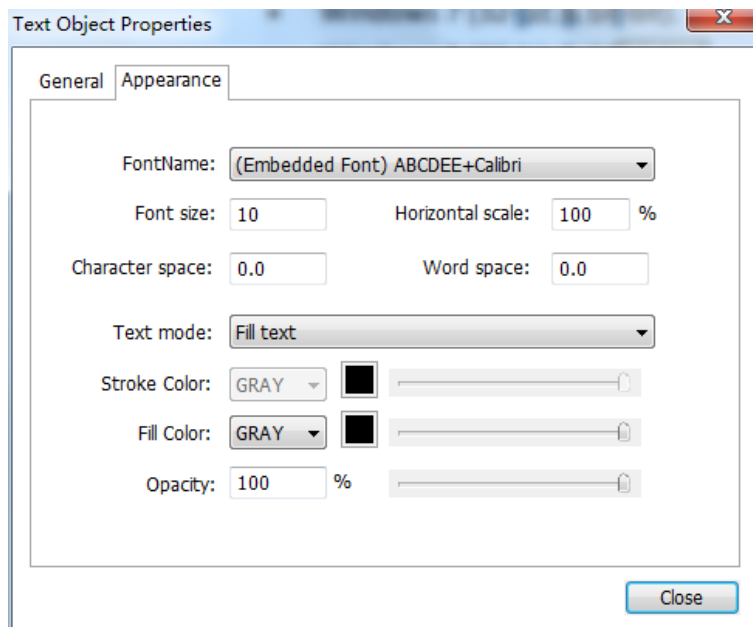 Text Object Properties
General Appearance
FontName: (Embedded Font) ABCDEE+Calibri
Font size: 10 Horizontal scale: 100 %
Character space: 0.0 Word space: 0.0
Text mode: Fill text
Stroke Color: GRAY
Fill Color: GRAY
Opacity: 100 %
Close